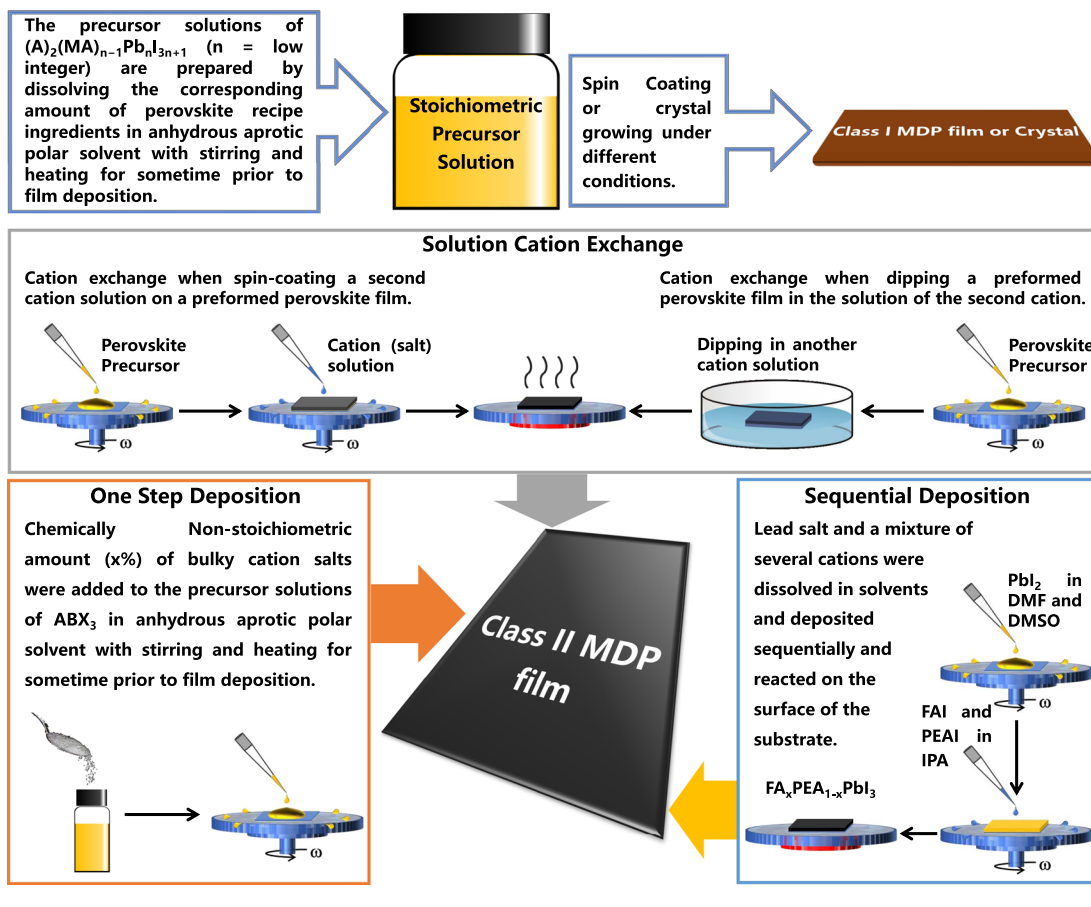 The precursor solutions of
(A)₂(MA)ₙ₋₁PbₙI₃ₙ₊₁ (n = low
integer) are prepared by
dissolving the corresponding
amount of perovskite recipe
ingredients in anhydrous aprotic
polar solvent with stirring and
heating for sometime prior to
film deposition.
Stoichiometric
Precursor
Solution
Spin Coating
or crystal
growing under
different
conditions.
Class I MDP film or Crystal
Solution Cation Exchange
Cation exchange when spin-coating a second
cation solution on a preformed perovskite film.
Cation exchange when dipping a preformed
perovskite film in the solution of the second cation.
Perovskite
Precursor
ω
Cation (salt)
solution
ω
Dipping in another
cation solution
Perovskite
Precursor
ω
One Step Deposition
Chemically Non-stoichiometric
amount (x%) of bulky cation salts
were added to the precursor solutions
of ABX₃ in anhydrous aprotic polar
solvent with stirring and heating for
sometime prior to film deposition.
ω
Class II MDP
film
Sequential Deposition
Lead salt and a mixture of
several cations were
dissolved in solvents
and deposited
sequentially and
reacted on the
surface of the
substrate.
PbI₂ in
DMF and
DMSO
ω
FAI and
PEAI in
IPA
FAₓPEA₁₋ₓPbI₃
ω